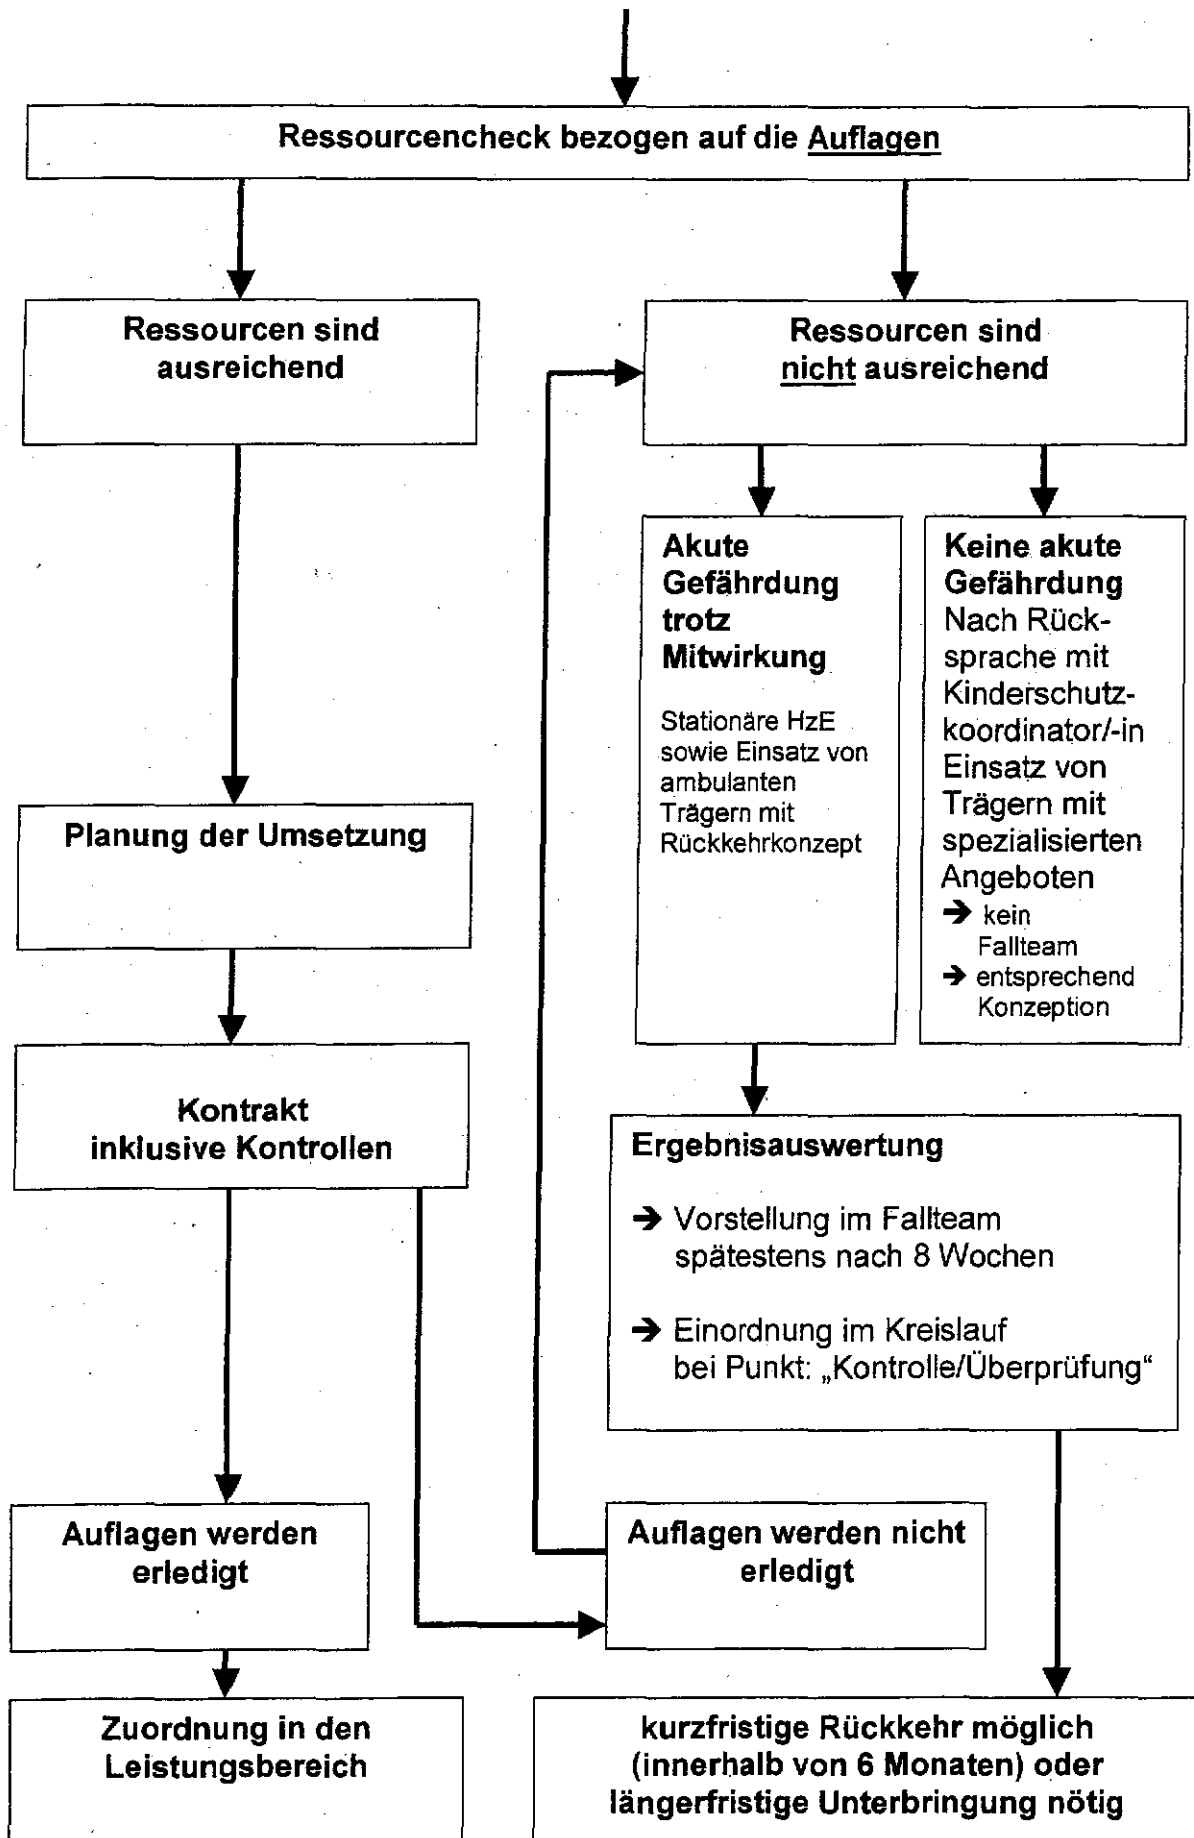 Ressourcencheck bezogen auf die Auflagen
Ressourcen sind
ausreichend
Ressourcen sind
nicht ausreichend
Akute
Gefährdung
trotz
Mitwirkung
Stationäre HzE
sowie Einsatz von
ambulanten
Trägern mit
Rückkehrkonzept
Keine akute
Gefährdung
Nach Rück-
sprache mit
Kinderschutz-
koordinator/-in
Einsatz von
Trägern mit
spezialisierten
Angeboten
➔ kein
Fallteam
➔ entsprechend
Konzeption
Planung der Umsetzung
Kontrakt
inklusive Kontrollen
Ergebnisauswertung
➔ Vorstellung im Fallteam
spätestens nach 8 Wochen
➔ Einordnung im Kreislauf
bei Punkt: „Kontrolle/Überprüfung“
Auflagen werden
erledigt
Auflagen werden nicht
erledigt
Zuordnung in den
Leistungsbereich
kurzfristige Rückkehr möglich
(innerhalb von 6 Monaten) oder
längerfristige Unterbringung nötig